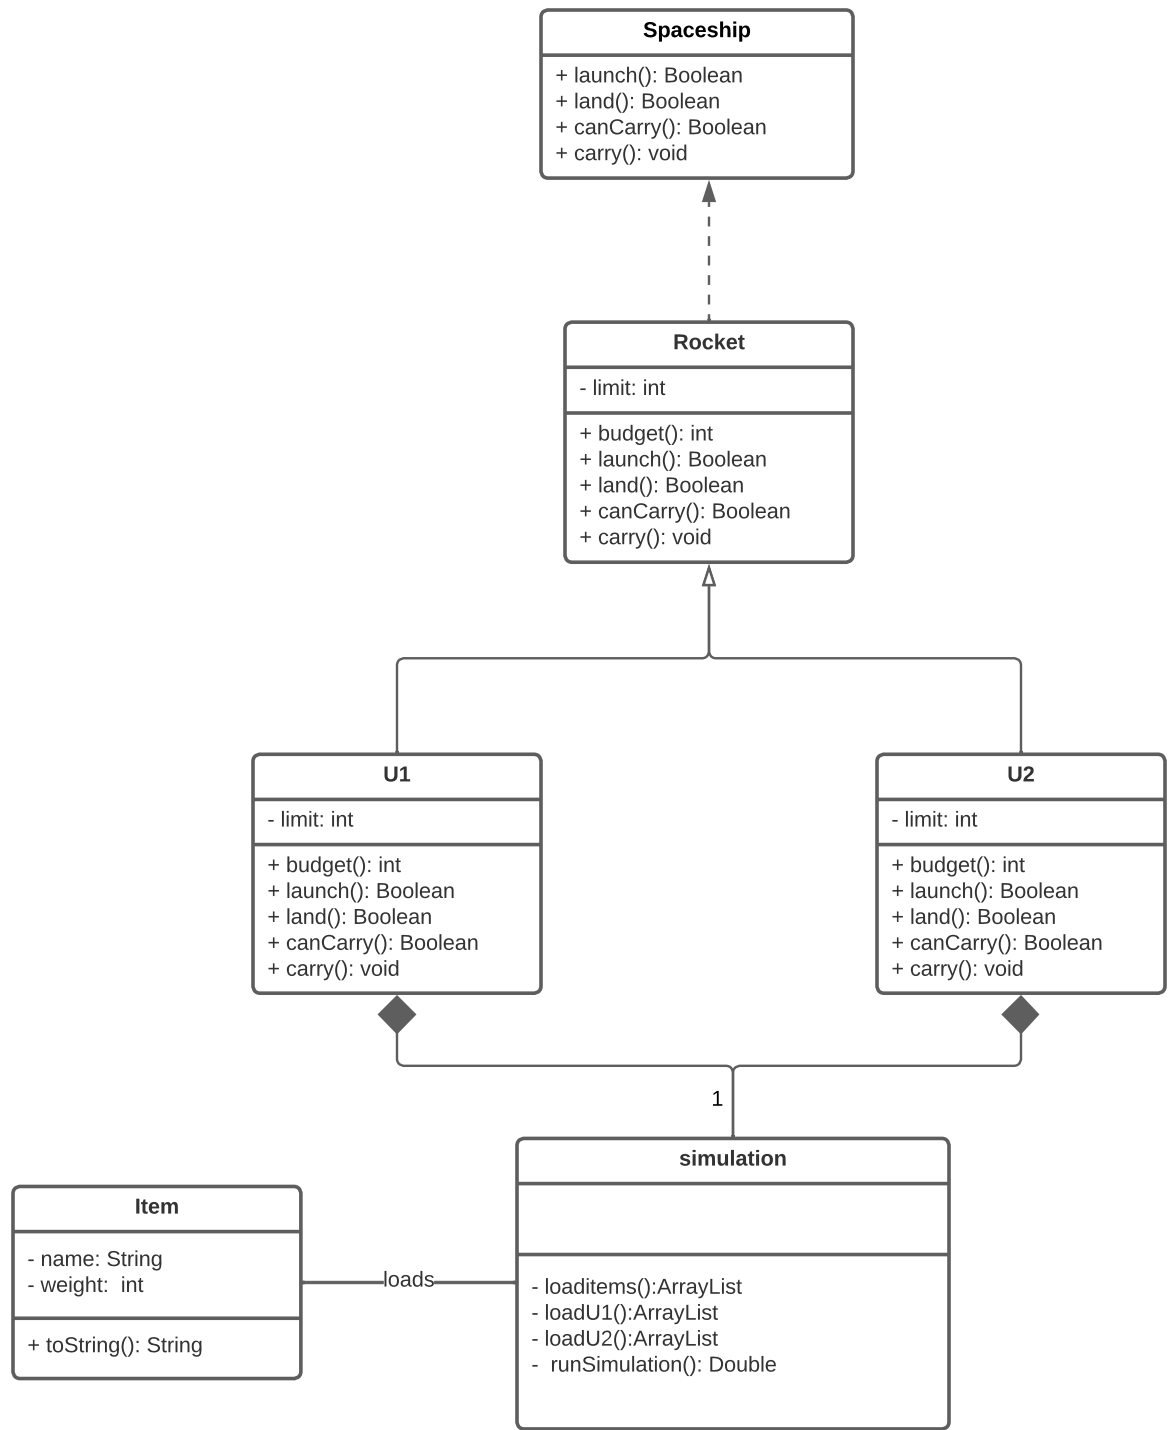 Spaceship
+ launch(): Boolean
+ land(): Boolean
+ canCarry(): Boolean
+ carry(): void
Rocket
- limit: int
+ budget(): int
+ launch(): Boolean
+ land(): Boolean
+ canCarry(): Boolean
+ carry(): void
U1
- limit: int
+ budget(): int
+ launch(): Boolean
+ land(): Boolean
+ canCarry(): Boolean
+ carry(): void
U2
- limit: int
+ budget(): int
+ launch(): Boolean
+ land(): Boolean
+ canCarry(): Boolean
+ carry(): void
1
Item
- name: String
- weight:  int
+ toString(): String
loads
simulation
- loaditems():ArrayList
- loadU1():ArrayList
- loadU2():ArrayList
-  runSimulation(): Double